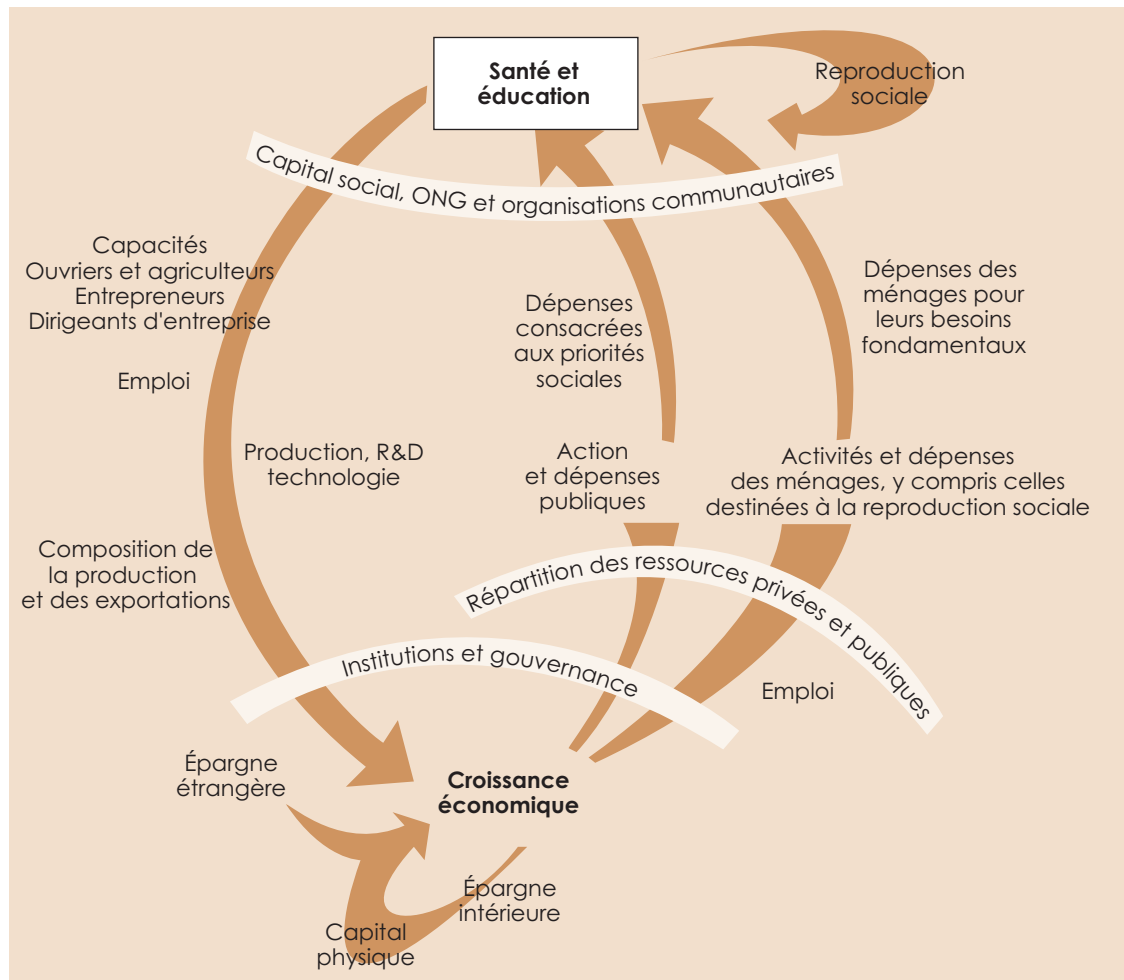 Santé et
éducation
Reproduction
sociale
Capital social, ONG et organisations communautaires
Capacités
Ouvriers et agriculteurs
Entrepreneurs
Dirigeants d'entreprise
Emploi
Dépenses
consacrées
aux priorités
sociales
Dépenses des
ménages pour
leurs besoins
fondamentaux
Production, R&D
technologie
Action
et dépenses
publiques
Activités et dépenses
des ménages, y compris celles
destinées à la reproduction sociale
Composition de
la production
et des exportations
Répartition des ressources privées et publiques
Institutions et gouvernance
Emploi
Épargne
étrangère
Croissance
économique
Épargne
intérieure
Capital
physique